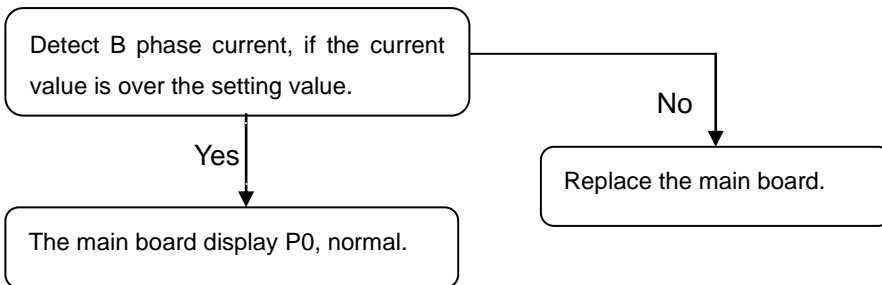 Detect B phase current, if the current
value is over the setting value.
No
Yes
Replace the main board.
The main board display P0, normal.